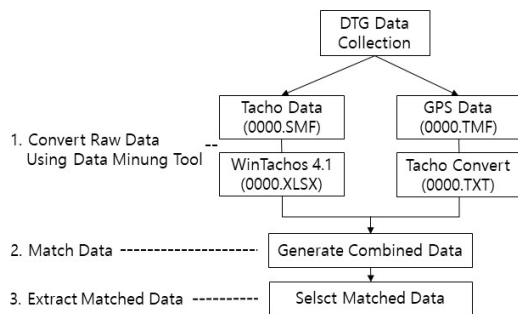 DTG Data
Collection
Tacho Data
(0000.SMF)
GPS Data
(0000.TMF)
1. Convert Raw Data
Using Data Minung Tool
WinTachos 4.1
(0000.XLSX)
Tacho Convert
(0000.TXT)
2. Match Data
Generate Combined Data
3. Extract Matched Data
Selsct Matched Data